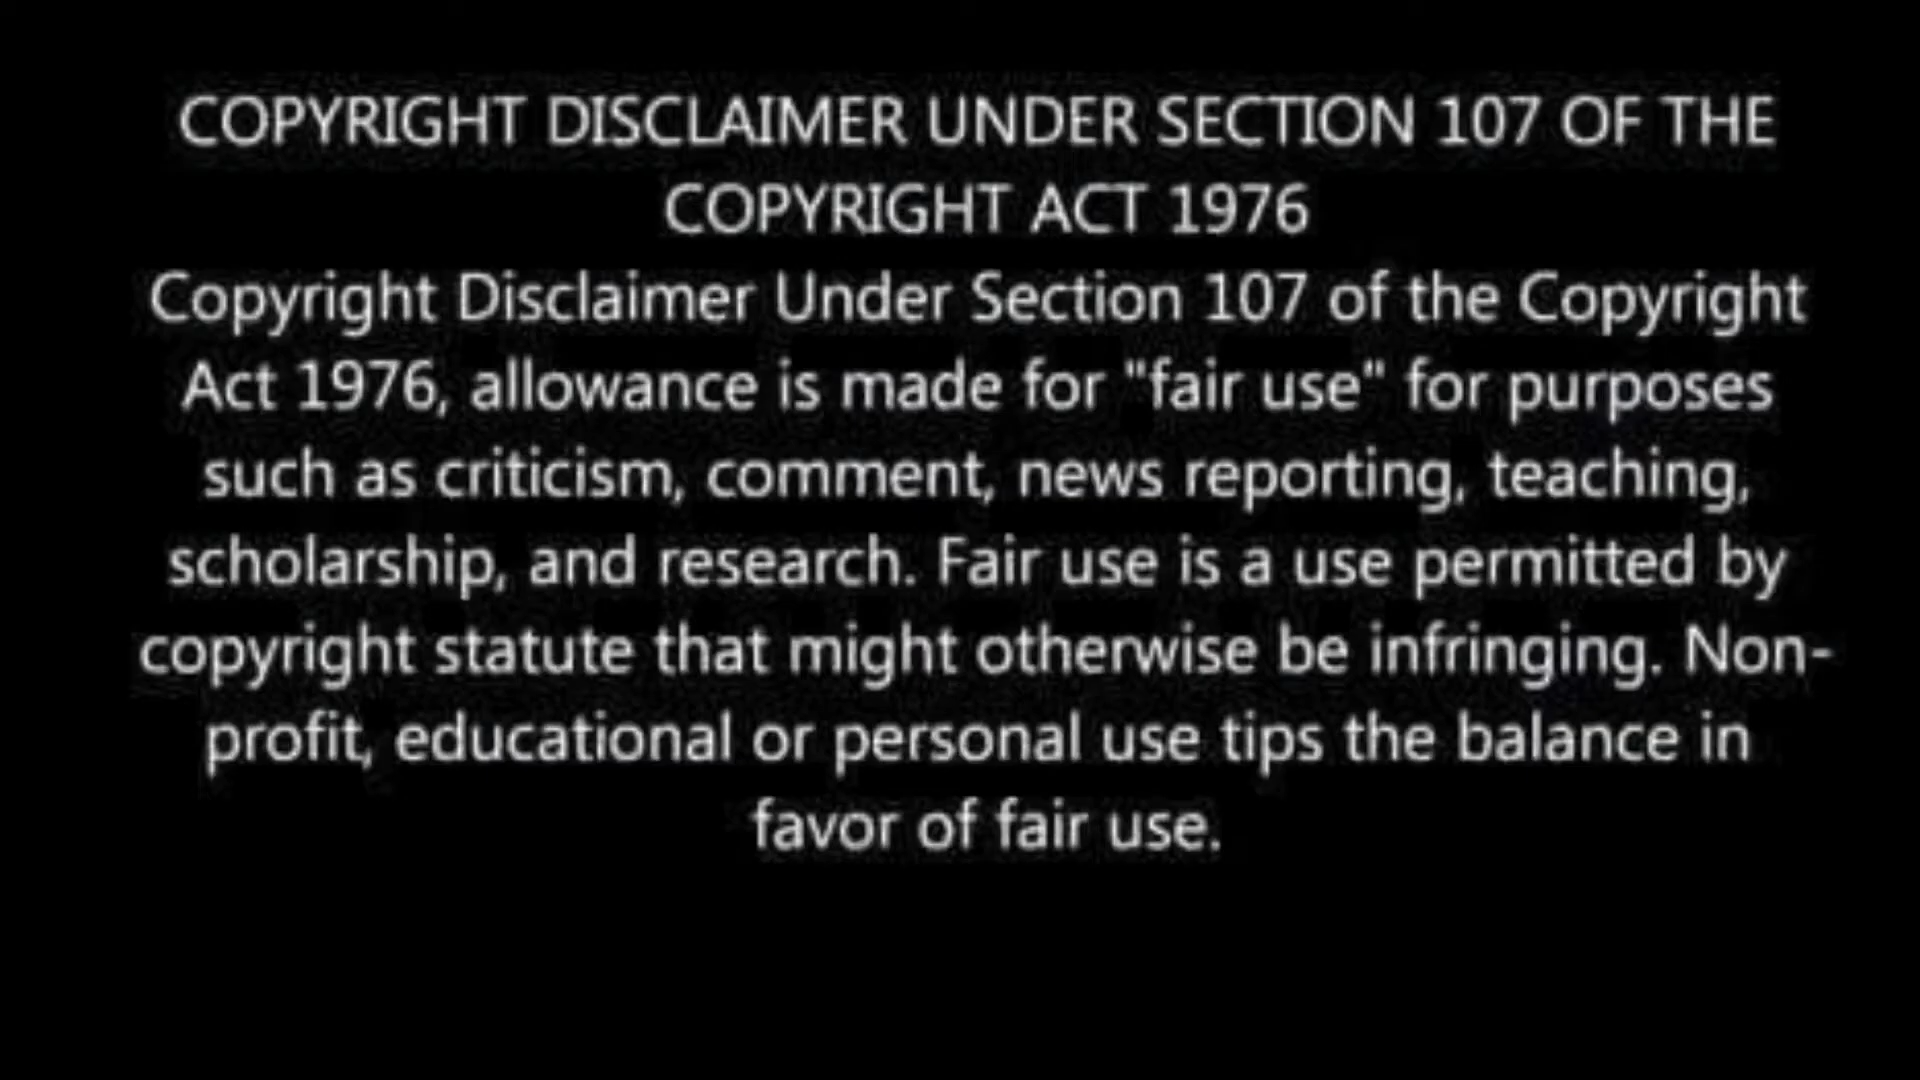 COPYRIGHT DISCLAIMER UNDER SECTION 107 OF THE
COPYRIGHT ACT 1976
Copyright Disclaimer Under Section 107 of the Copyright
Act 1976, allowance is made for "fair use" for purposes
such as criticism, comment, news reporting, teaching,
scholarship, and research. Fair use is a use permitted by
copyright statute that might otherwise be infringing. Non-
profit, educational or personal use tips the balance in
favor of fair use.